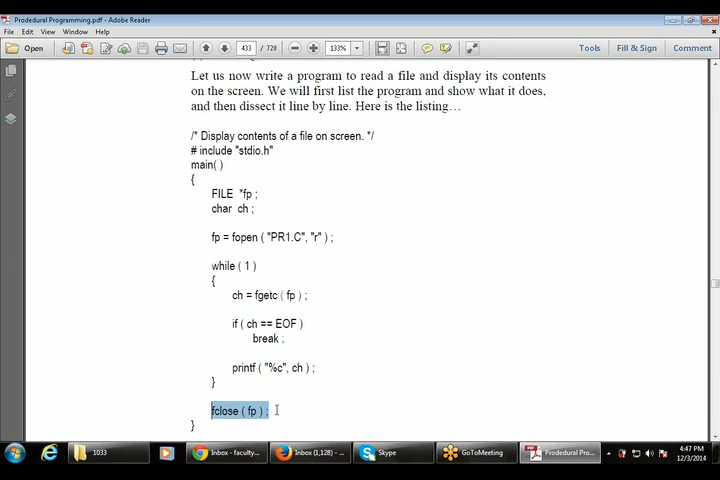 Prodedural Programming.pdf - Adobe Reader
File Edit View Window Help
Open 433 / 728 133% Tools Fill & Sign Comment
Let us now write a program to read a file and display its contents
on the screen. We will first list the program and show what it does,
and then dissect it line by line. Here is the listing…
/* Display contents of a file on screen. */
# include "stdio.h"
main( )
{
FILE *fp ;
char ch ;
fp = fopen ( "PR1.C", "r" ) ;
while ( 1 )
{
ch = fgetc ( fp ) ;
if ( ch == EOF )
break ;
printf ( "%c", ch ) ;
}
fclose ( fp ) ;
}
1033 Inbox - faculty... Inbox (1,128) - ... Skype GoToMeeting Prodedural Pro... 4:47 PM
12/3/2014